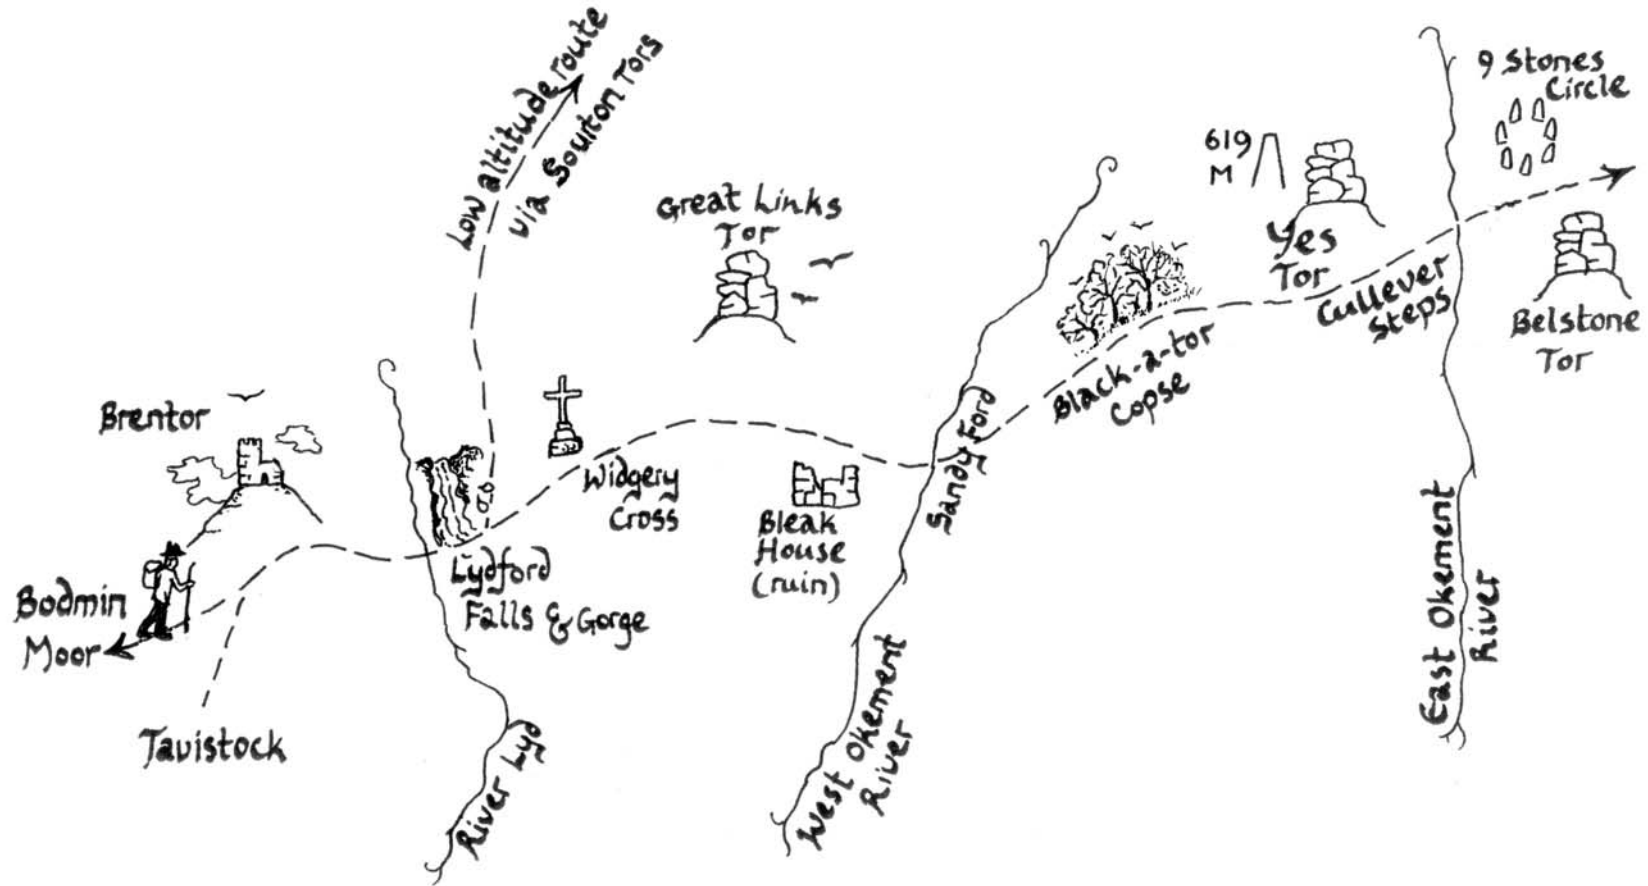 Low altitude route
via Sourton Tors
Great Links
Tor
619
M
Yes
Tor
9 Stones
Circle
Cullever
Steps
Belstone
Tor
Brentor
Widgery
Cross
Bleak
House
(ruin)
Sandy Ford
Black-a-tor
Copse
Lydford
Falls & Gorge
Bodmin
Moor
Tavistock
River Lyd
West Okement
River
East Okement
River